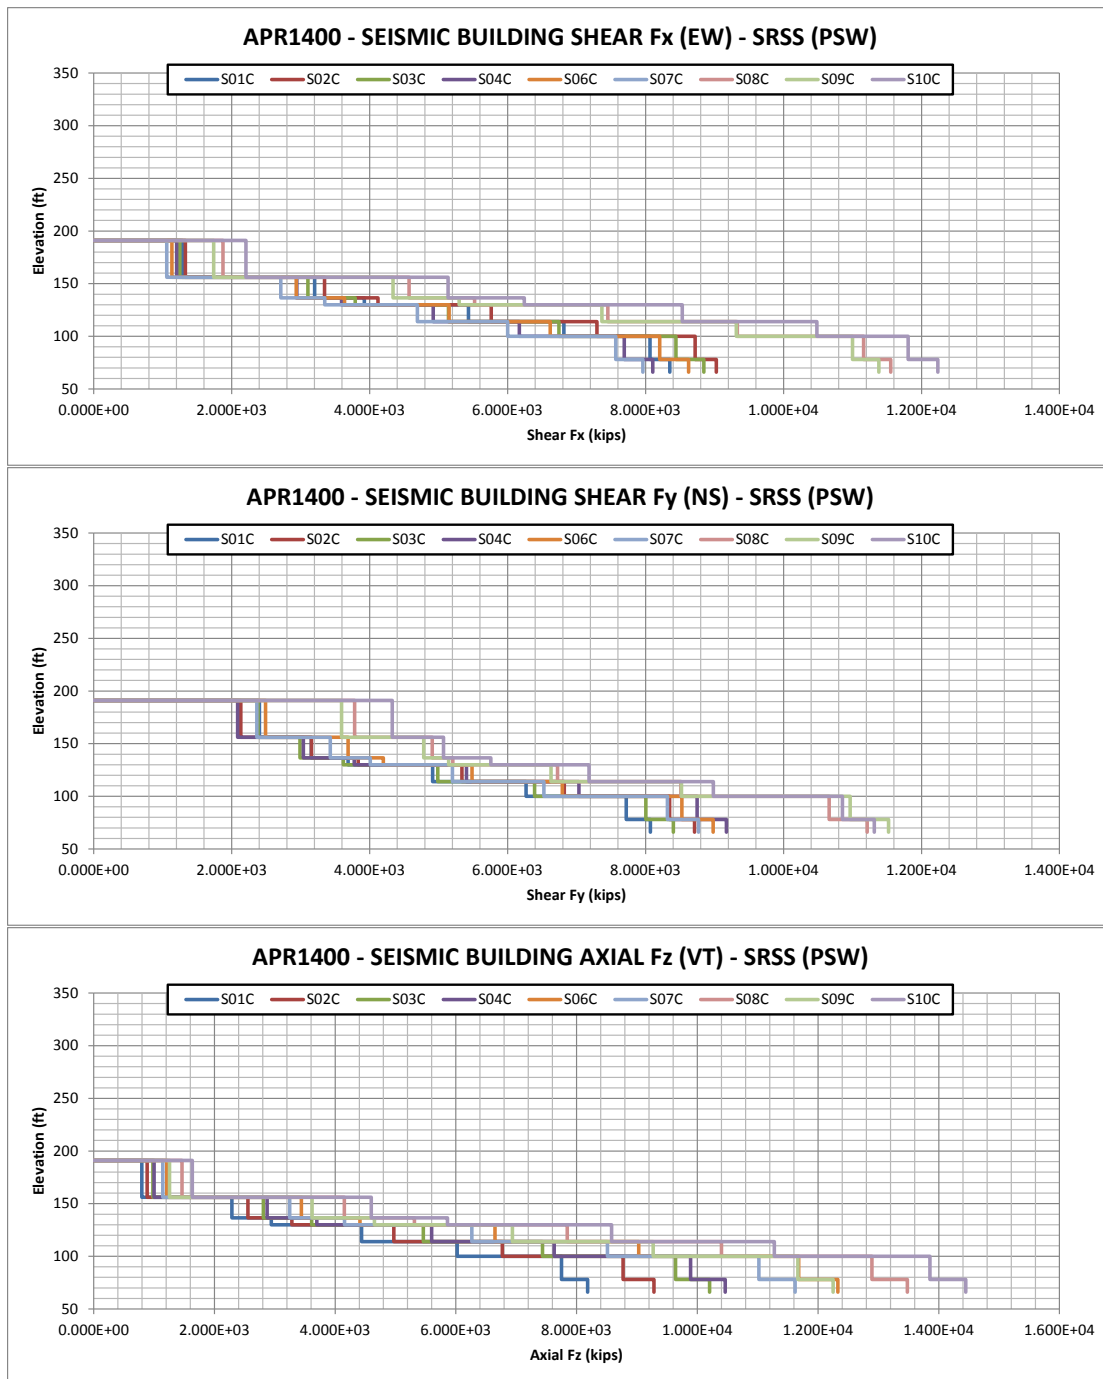 APR1400 - SEISMIC BUILDING SHEAR Fx (EW) - SRSS (PSW)
350
S01C S02C S03C S04C S06C S07C S08C S09C S10C
300
250
200
150
100
50
Elevation (ft)
0.000E+00 2.000E+03 4.000E+03 6.000E+03 8.000E+03 1.000E+04 1.200E+04 1.400E+04
Shear Fx (kips)
APR1400 - SEISMIC BUILDING SHEAR Fy (NS) - SRSS (PSW)
350
S01C S02C S03C S04C S06C S07C S08C S09C S10C
300
250
200
150
100
50
Elevation (ft)
0.000E+00 2.000E+03 4.000E+03 6.000E+03 8.000E+03 1.000E+04 1.200E+04 1.400E+04
Shear Fy (kips)
APR1400 - SEISMIC BUILDING AXIAL Fz (VT) - SRSS (PSW)
350
S01C S02C S03C S04C S06C S07C S08C S09C S10C
300
250
200
150
100
50
Elevation (ft)
0.000E+00 2.000E+03 4.000E+03 6.000E+03 8.000E+03 1.000E+04 1.200E+04 1.400E+04 1.600E+04
Axial Fz (kips)